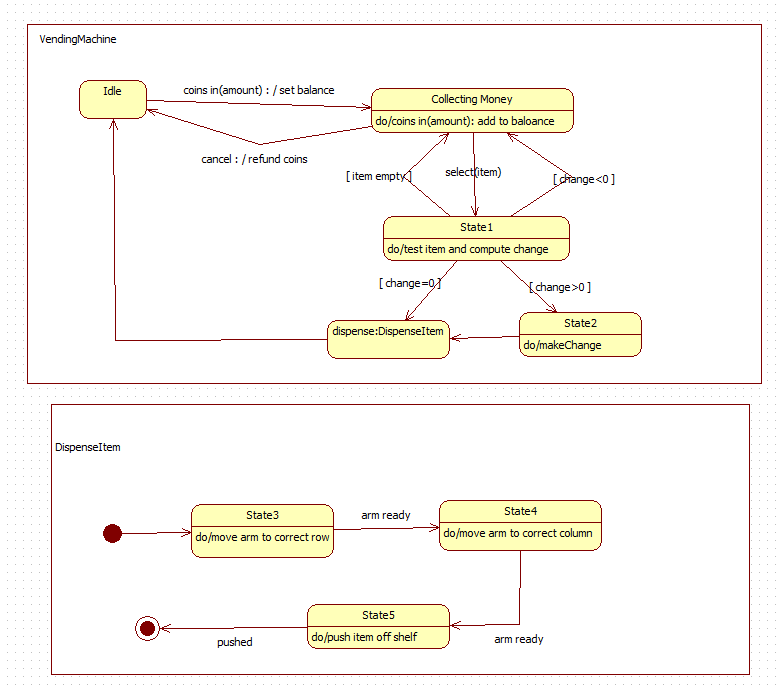 VendingMachine
Idle
coins in(amount) : / set balance
Collecting Money
do/coins in(amount): add to baloance
cancel : / refund coins
[ item empty ]
select(item)
[ change<0 ]
State1
do/test item and compute change
[ change=0 ]
[ change>0 ]
dispense:DispenseItem
State2
do/makeChange
DispenseItem
State3
do/move arm to correct row
arm ready
State4
do/move arm to correct column
State5
do/push item off shelf
pushed
arm ready